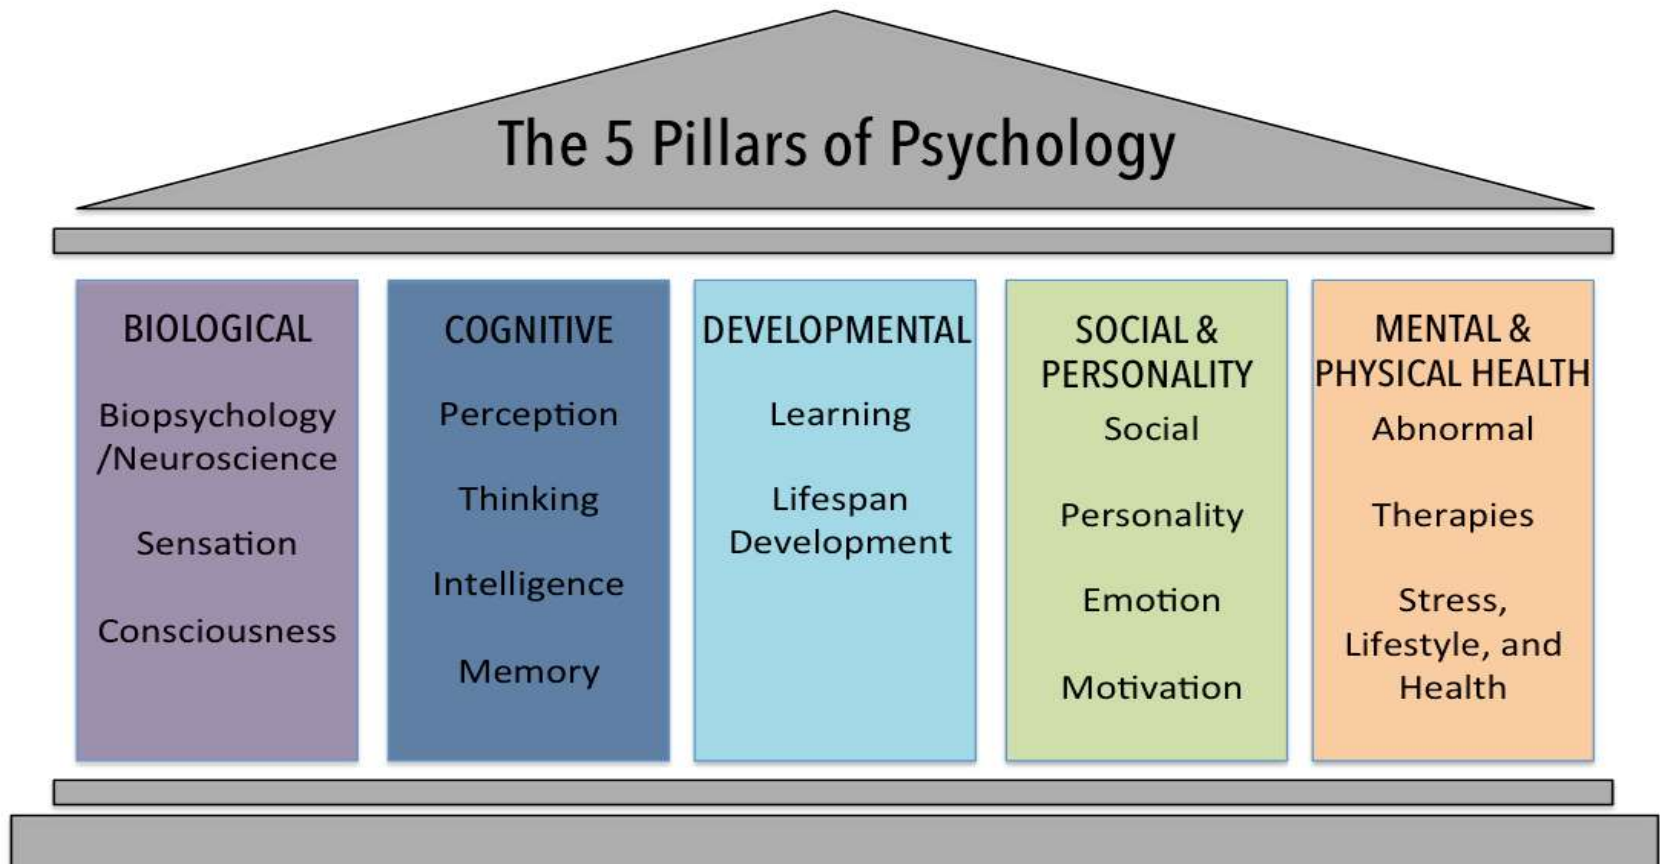 The 5 Pillars of Psychology
BIOLOGICAL
Biopsychology
/Neuroscience
Sensation
Consciousness
COGNITIVE
Perception
Thinking
Intelligence
Memory
DEVELOPMENTAL
Learning
Lifespan
Development
SOCIAL &
PERSONALITY
Social
Personality
Emotion
Motivation
MENTAL &
PHYSICAL HEALTH
Abnormal
Therapies
Stress,
Lifestyle, and
Health